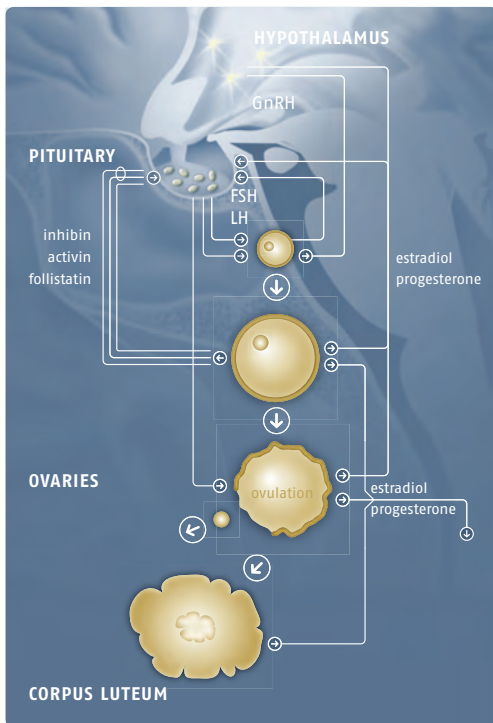 HYPOTHALAMUS
GnRH
PITUITARY
FSH
LH
inhibin
activin
follistatin
estradiol
progesterone
OVARIES
ovulation
estradiol
progesterone
CORPUS LUTEUM